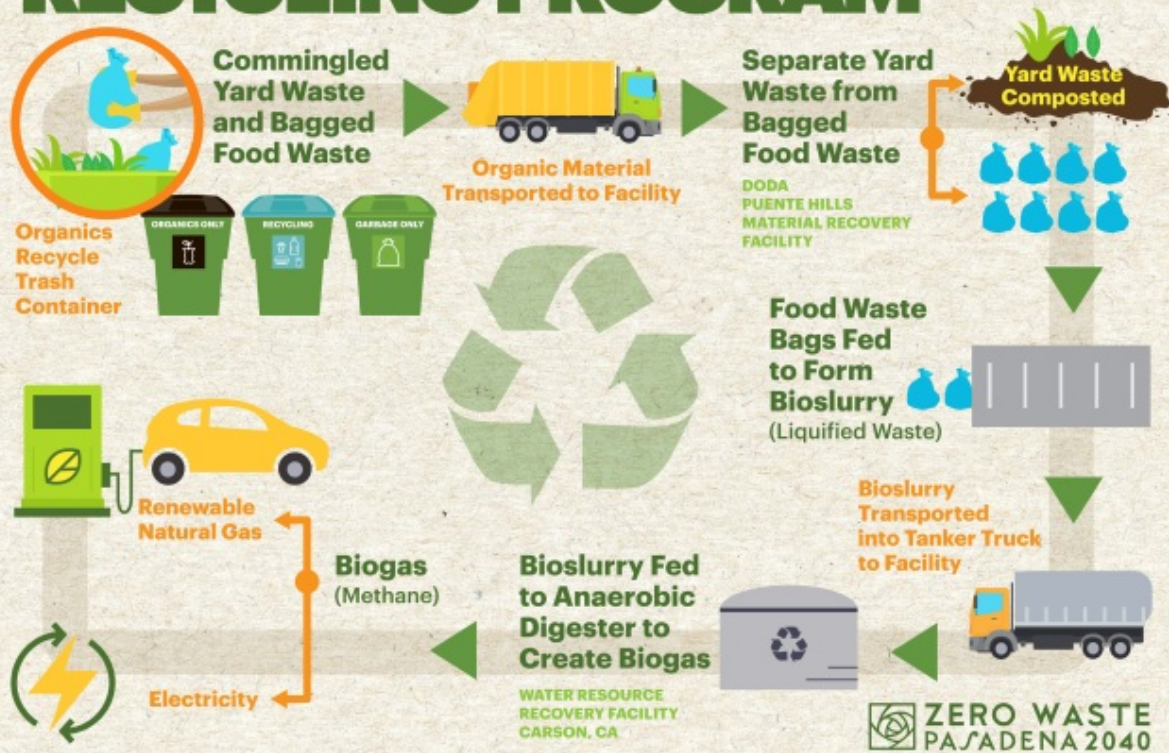 RECYCLING PROGRAM
Commingled
Yard Waste
and Bagged
Food Waste
Organics
Recycle
Trash
Container
ORGANICS ONLY
RECYCLING
GARBAGE ONLY
Organic Material
Transported to Facility
Separate Yard
Waste from
Bagged
Food Waste
DODA
PUENTE HILLS
MATERIAL RECOVERY
FACILITY
Yard Waste
Composted
Food Waste
Bags Fed
to Form
Bioslurry
(Liquified Waste)
Bioslurry
Transported
into Tanker Truck
to Facility
Bioslurry Fed
to Anaerobic
Digester to
Create Biogas
WATER RESOURCE
RECOVERY FACILITY
CARSON, CA
Biogas
(Methane)
Renewable
Natural Gas
Electricity
ZERO WASTE
PASADENA 2040